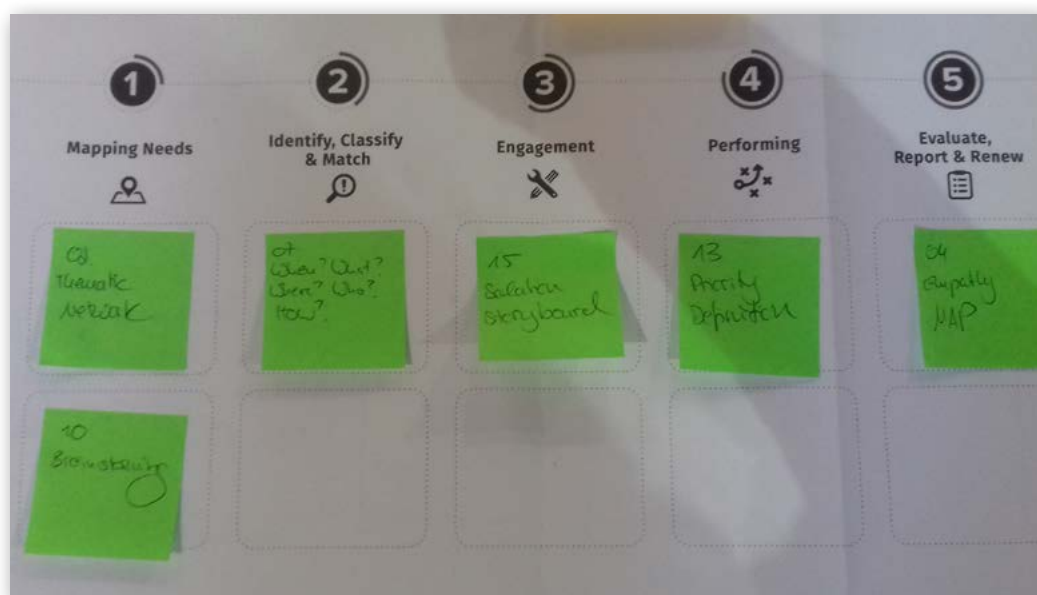 1
2
3
4
5
Mapping Needs
Identify, Classify
& Match
Engagement
Performing
Evaluate,
Report & Renew
Thematic
07
When? What?
Where? Who?
How?
15
Solution
Storyboard
13
Priority
Definition
04
Empathy
MAP
10
Brainstorming